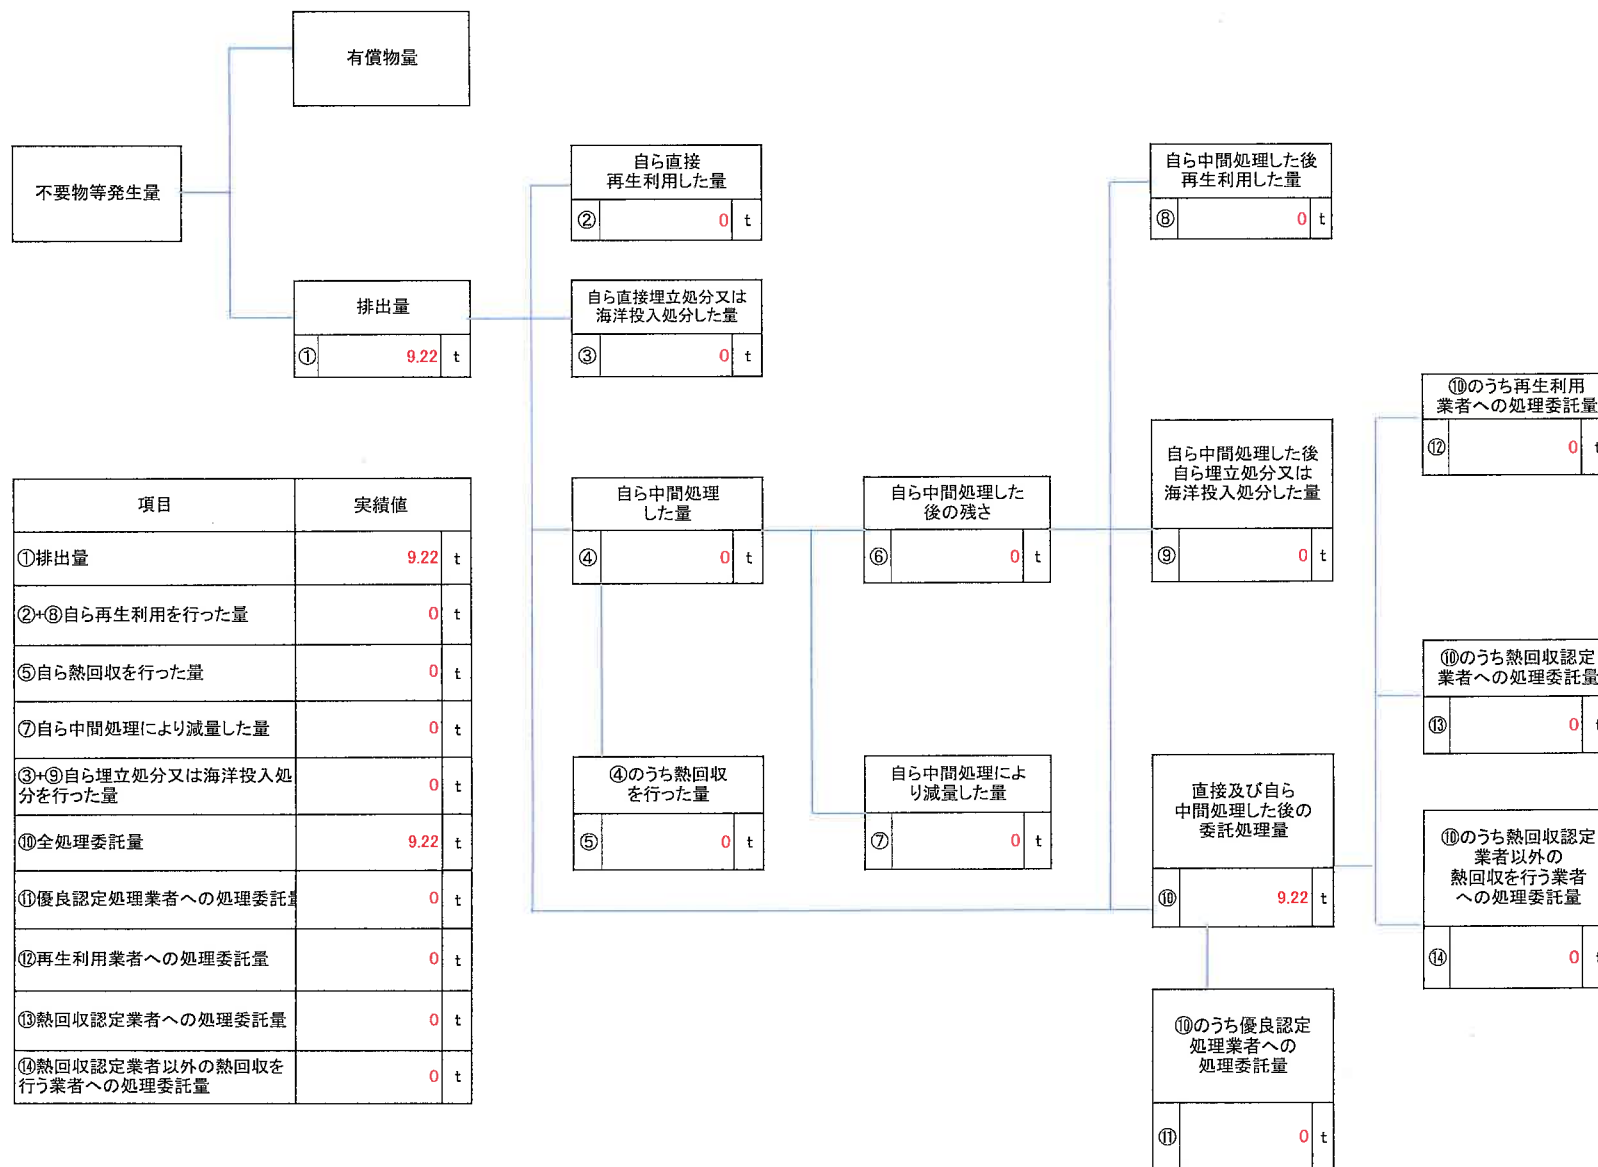 有償物量
不要物等発生量
排出量
① 9.22 t
自ら直接
再生利用した量
② 0 t
自ら直接埋立処分又は
海洋投入処分した量
③ 0 t
自ら中間処理
した量
④ 0 t
④のうち熱回収
を行った量
⑤ 0 t
自ら中間処理した
後の残さ
⑥ 0 t
自ら中間処理によ
り減量した量
⑦ 0 t
自ら中間処理した後
再生利用した量
⑧ 0 t
自ら中間処理した後
自ら埋立処分又は
海洋投入処分した量
⑨ 0 t
直接及び自ら
中間処理した後の
委託処理量
⑩ 9.22 t
⑩のうち優良認定
処理業者への
処理委託量
⑪ 0 t
⑩のうち再生利用
業者への処理委託量
⑫ 0 t
⑩のうち熱回収認定
業者への処理委託量
⑬ 0 t
⑩のうち熱回収認定
業者以外の
熱回収を行う業者
への処理委託量
⑭ 0 t
項目 実績値
①排出量 9.22 t
②+⑧自ら再生利用を行った量 0 t
⑤自ら熱回収を行った量 0 t
⑦自ら中間処理により減量した量 0 t
③+⑨自ら埋立処分又は海洋投入処
分を行った量 0 t
⑩全処理委託量 9.22 t
⑪優良認定処理業者への処理委託量 0 t
⑫再生利用業者への処理委託量 0 t
⑬熱回収認定業者への処理委託量 0 t
⑭熱回収認定業者以外の熱回収を
行う業者への処理委託量 0 t